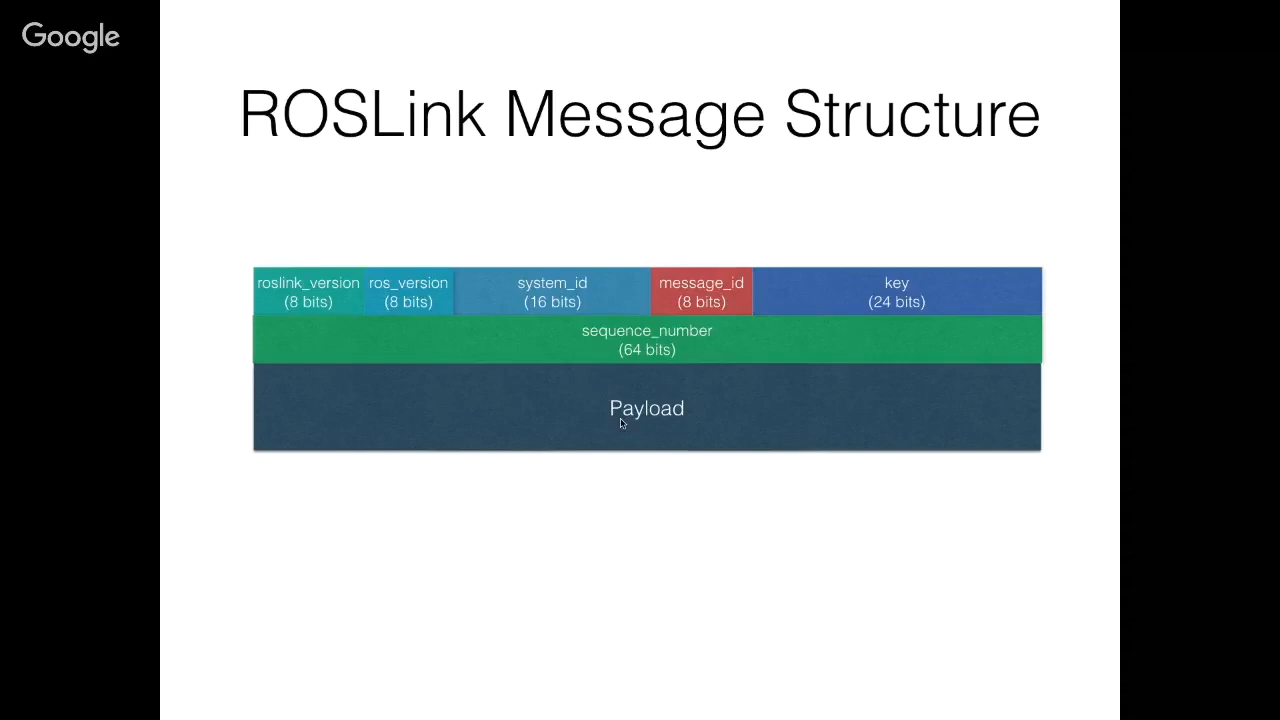 Google
ROSLink Message Structure
roslink_version ros_version system_id message_id key
(8 bits) (8 bits) (16 bits) (8 bits) (24 bits)
sequence_number
(64 bits)
Payload